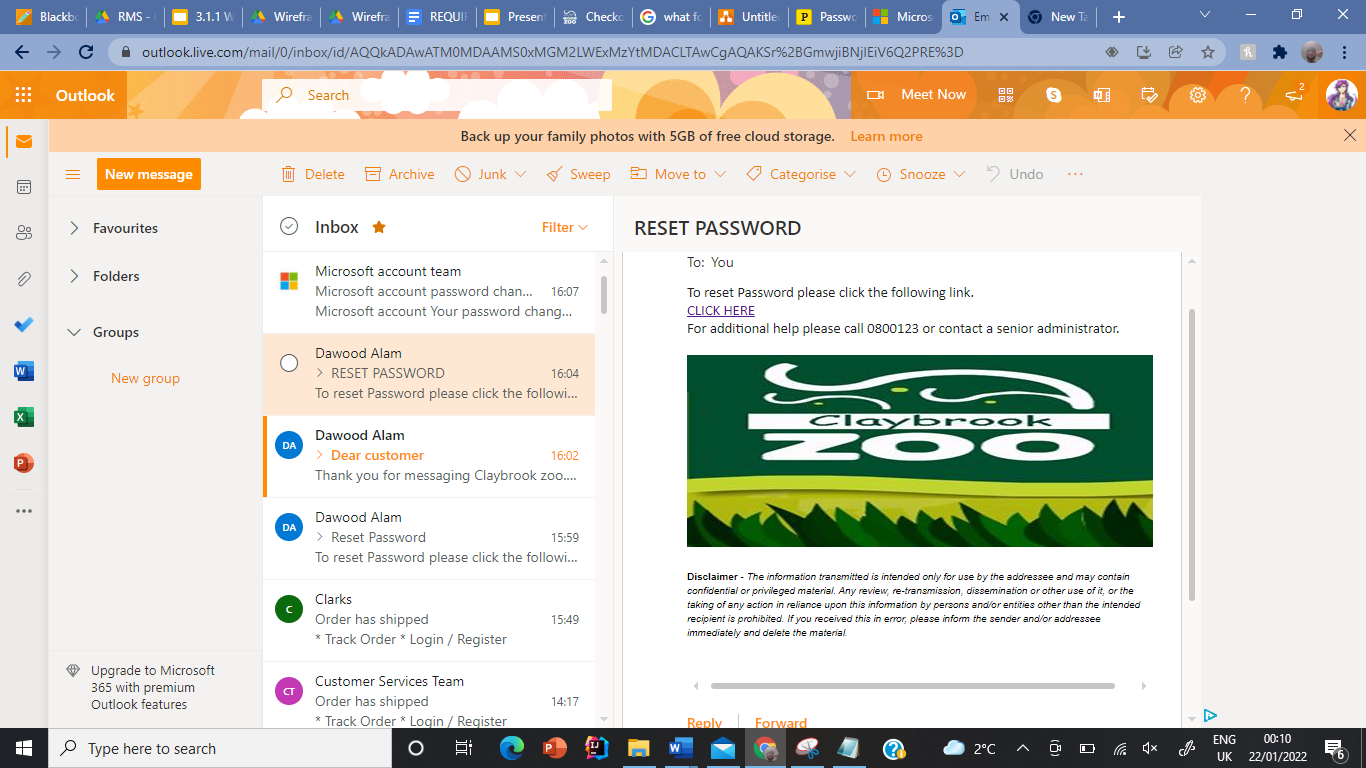 Blackbo
RMS -
3.1.1 W
Wirefra
Wirefra
REQUIR
Present
Checko
what fo
Untitled
Passwo
Micros
Em
New Ta
outlook.live.com/mail/0/inbox/id/AQQkADAwATM0MDAAMS0xMGM2LWExMzYtMDACLTAwCgAQAKSr%2BGmwjiBNjIEiV6Q2PRE%3D
Outlook
Search
Meet Now
2
Back up your family photos with 5GB of free cloud storage. Learn more
New message
Delete
Archive
Junk
Sweep
Move to
Categorise
Snooze
Undo
Favourites
Folders
Groups
New group
Upgrade to Microsoft
365 with premium
Outlook features
Inbox
Filter
Microsoft account team
Microsoft account password chan... 16:07
Microsoft account Your password chang...
Dawood Alam
RESET PASSWORD 16:04
To reset Password please click the followi...
DA
Dawood Alam
Dear customer 16:02
Thank you for messaging Claybrook zoo....
DA
Dawood Alam
Reset Password 15:59
To reset Password please click the followi...
C
Clarks
Order has shipped 15:49
* Track Order * Login / Register
CT
Customer Services Team
Order has shipped 14:17
* Track Order * Login / Register
RESET PASSWORD
To: You
To reset Password please click the following link.
CLICK HERE
For additional help please call 0800123 or contact a senior administrator.
Claybrook
ZOO
Disclaimer - The information transmitted is intended only for use by the addressee and may contain
confidential or privileged material. Any review, re-transmission, dissemination or other use of it, or the
taking of any action in reliance upon this information by persons and/or entities other than the intended
recipient is prohibited. If you received this in error, please inform the sender and/or addressee
immediately and delete the material.
Reply
Forward
Type here to search
2°C
ENG
UK
00:10
22/01/2022
6